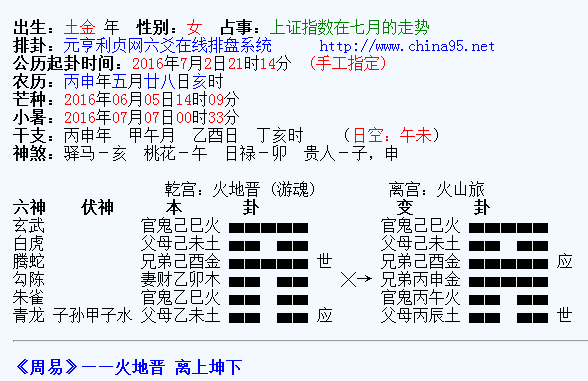 出生：土金 年　性别：女　占事：上证指数在七月的走势
排卦：元亨利贞网六爻在线排盘系统　　http://www.china95.net
公历起卦时间：2016年7月2日21时14分 （手工指定）
农历：丙申年五月廿八日亥时
芒种：2016年06月05日14时09分
小暑：2016年07月07日00时33分
干支：丙申年　甲午月　乙酉日　丁亥时　　（日空：午未）
神煞：驿马－亥　桃花－午　日禄－卯　贵人－子，申
乾宫：火地晋（游魂）　　离宫：火山旅
六神　伏神　本　卦　变　卦
玄武　官鬼己巳火　官鬼己巳火
白虎　父母己未土　父母己未土
腾蛇　兄弟己酉金　世　兄弟己酉金　应
勾陈　妻财乙卯木　×→　兄弟丙申金
朱雀　官鬼乙巳火　官鬼丙午火
青龙　子孙甲子水　父母乙未土　应　父母丙辰土　世
《周易》——火地晋 离上坤下